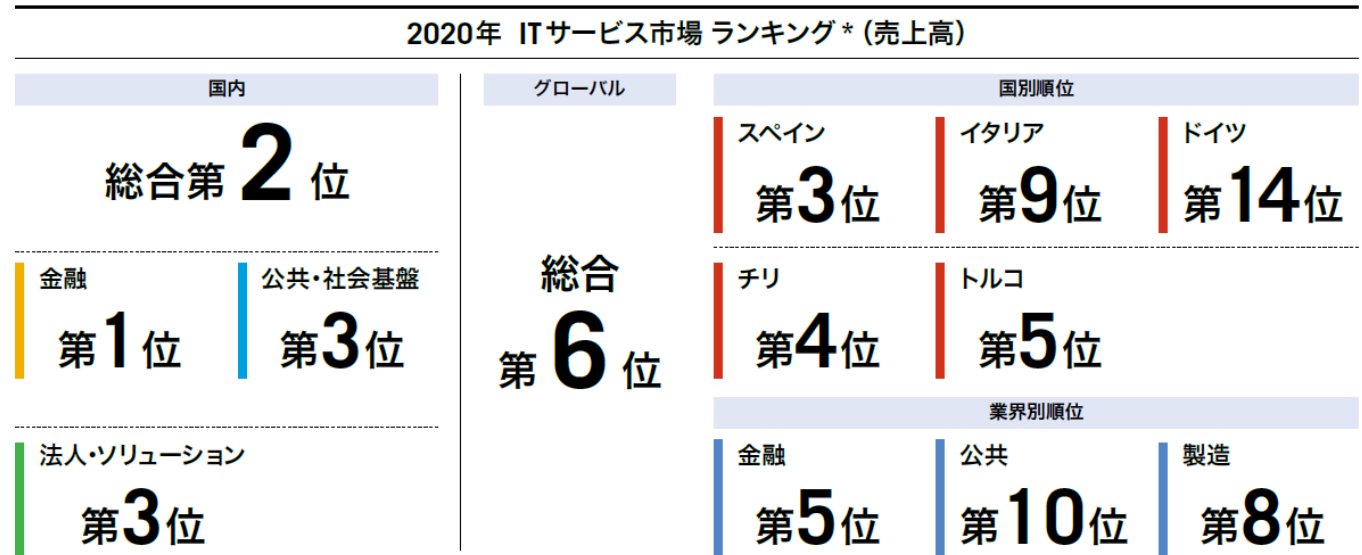 2020年 ITサービス市場 ランキング*(売上高)
国内
総合第2位
金融
第1位
公共・社会基盤
第3位
法人・ソリューション
第3位
グローバル
総合
第6位
国別順位
スペイン
第3位
イタリア
第9位
ドイツ
第14位
チリ
第4位
トルコ
第5位
業界別順位
金融
第5位
公共
第10位
製造
第8位